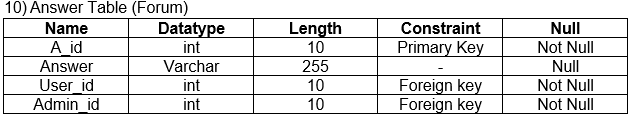 10) Answer Table (Forum)
Name Datatype Length Constraint Null
A_id int 10 Primary Key Not Null
Answer Varchar 255 - Null
User_id int 10 Foreign key Not Null
Admin_id int 10 Foreign key Not Null